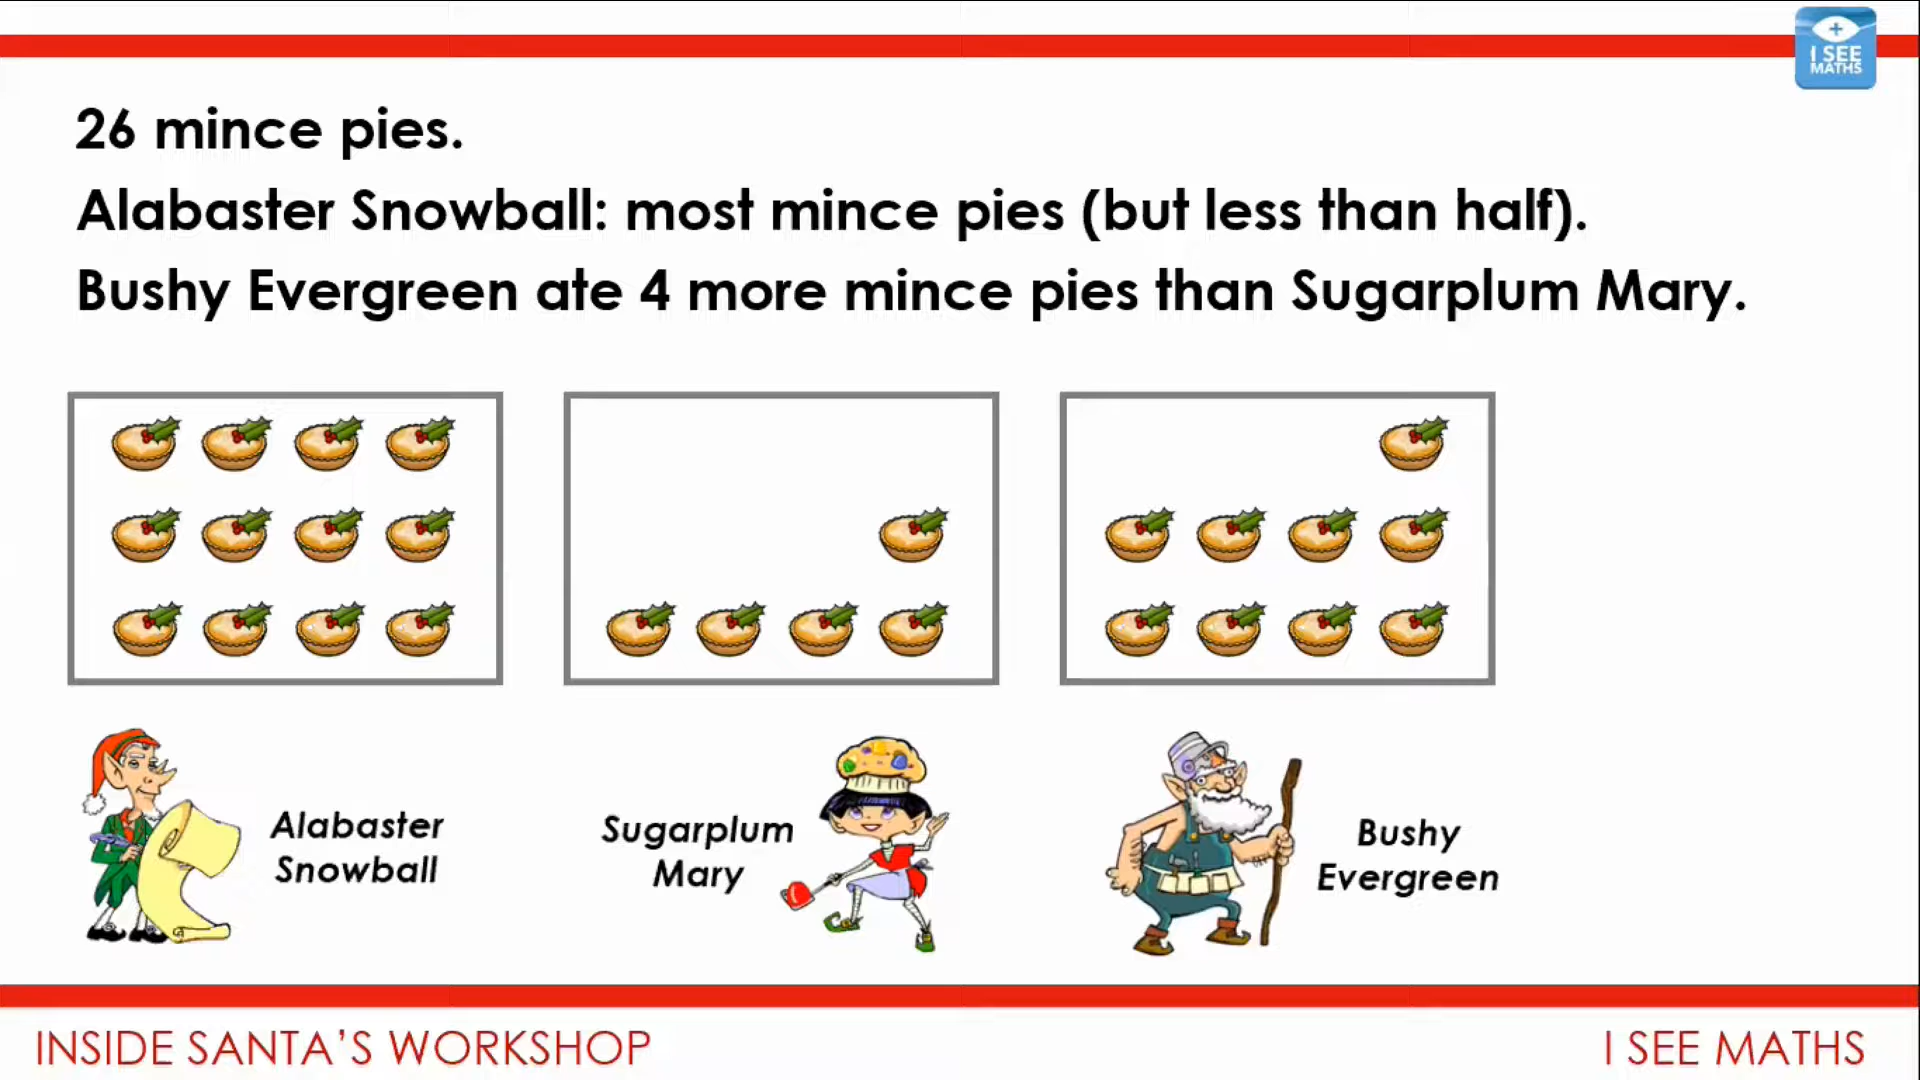 +
I SEE
MATHS
26 mince pies.
Alabaster Snowball: most mince pies (but less than half).
Bushy Evergreen ate 4 more mince pies than Sugarplum Mary.
Alabaster
Snowball
Sugarplum
Mary
Bushy
Evergreen
INSIDE SANTA’S WORKSHOP
I SEE MATHS